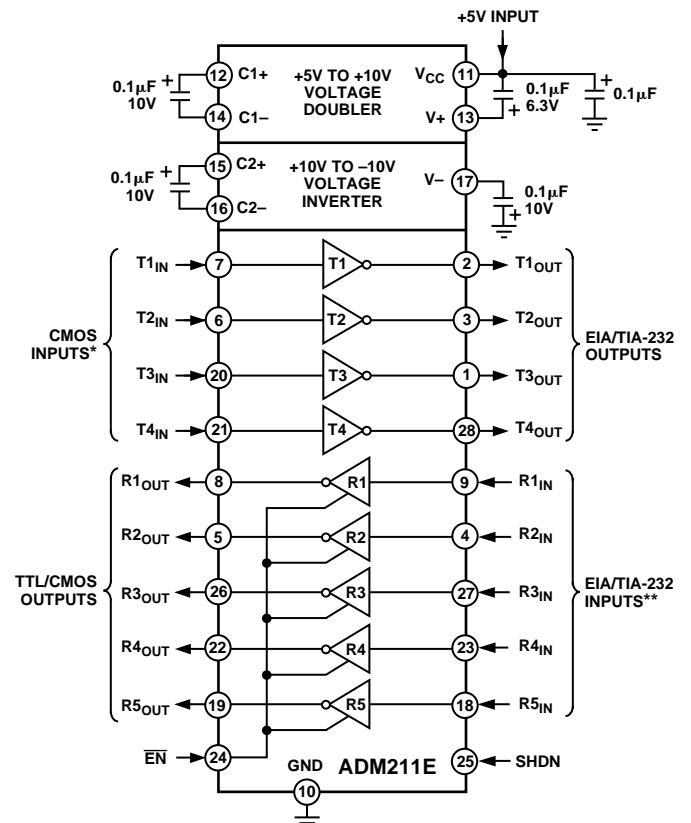 +5V INPUT
0.1µF
10V
+
12
C1+
14
C1–
+5V TO +10V
VOLTAGE
DOUBLER
VCC
11
V+
13
+
0.1µF
6.3V
+
0.1µF
0.1µF
10V
+
15
C2+
16
C2–
+10V TO –10V
VOLTAGE
INVERTER
V–
17
+
0.1µF
10V
CMOS
INPUTS*
T1IN
7
T1
2
T1OUT
T2IN
6
T2
3
T2OUT
T3IN
20
T3
1
T3OUT
T4IN
21
T4
28
T4OUT
EIA/TIA-232
OUTPUTS
TTL/CMOS
OUTPUTS
R1OUT
8
R1
9
R1IN
R2OUT
5
R2
4
R2IN
R3OUT
26
R3
27
R3IN
R4OUT
22
R4
23
R4IN
R5OUT
19
R5
18
R5IN
EIA/TIA-232
INPUTS**
EN
24
GND
10
ADM211E
25
SHDN